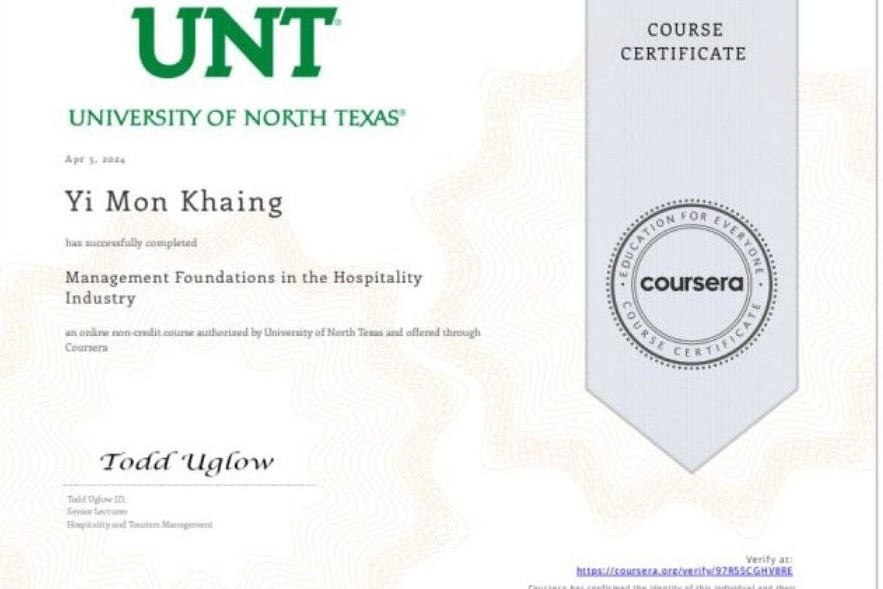 UNT®
UNIVERSITY OF NORTH TEXAS®
Apr 5, 2024
Yi Mon Khaing
has successfully completed
Management Foundations in the Hospitality
Industry
an online non-credit course authorized by University of North Texas and offered through
Coursera
Todd Uglow
Todd Uglow JD.
Senior Lecturer
Hospitality and Tourism Management
COURSE
CERTIFICATE
EDUCATION FOR EVERYONE
coursera
COURSE CERTIFICATE
Verify at:
https://coursera.org/verify/97R55CGHVBRE
Coursera has confirmed the identity of this individual and their